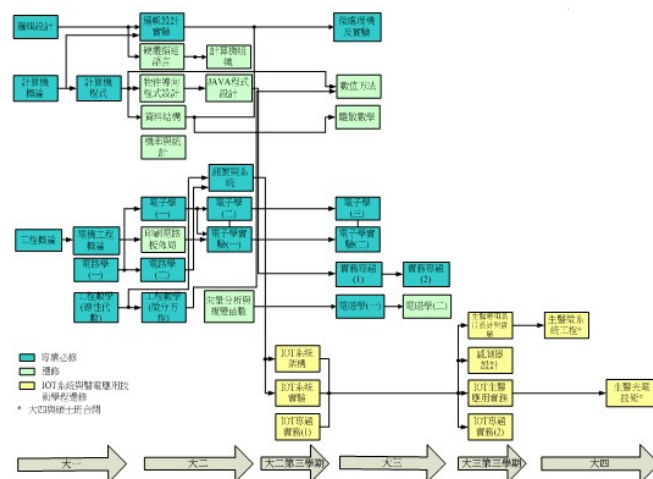 邏輯設計
邏輯設計
實驗
微處理機
及實驗
硬體描述
語言
計算機組
織
計算機
概論
計算機
程式
物件導向
程式設計
JAVA程式
設計
數值方法
資料結構
離散數學
機率與統
計
訊號與系
統
電子學
(一)
電子學
(二)
電子學
(三)
工程概論
電機工程
概論
印刷電路
板佈局
電子學實
驗(一)
電子學實
驗(二)
電路學
(一)
電路學
(二)
實務專題
(1)
實務專題
(2)
工程數學
(線性代
數)
工程數學
(微分方
程)
向量分析與
複變函數
電磁學(一)
電磁學(二)
生醫微系
統工程*
IOT系統
架構
感測器
設計
IOT系統
實驗
IOT生醫
應用實務
生醫光電
技術*
IOT專題
實務(1)
IOT專題
實務(2)
專業必修
選修
IOT系統與醫電應用技
術學程選修
* 大四與碩士班合開
大一
大二
大二第三學期
大三
大三第三學期
大四